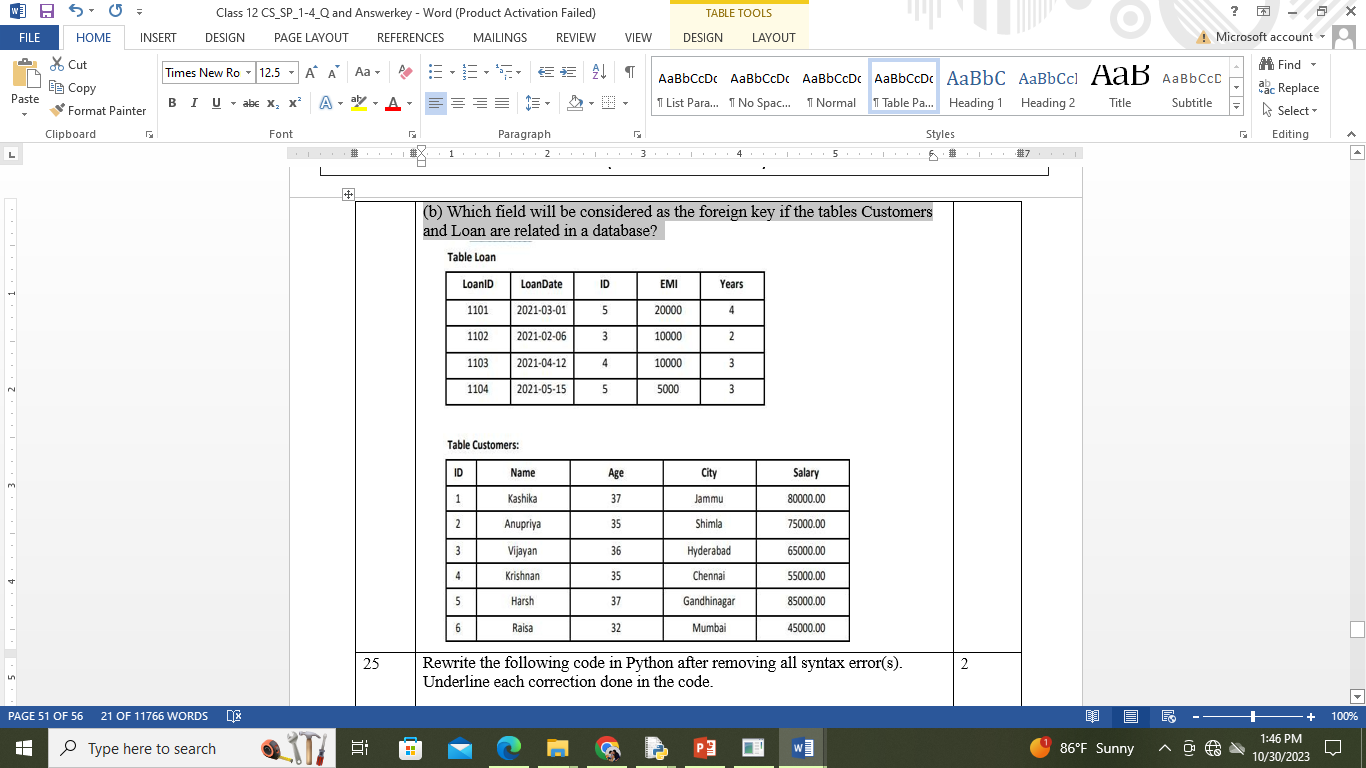 Class 12 CS_SP_1-4_Q and Answerkey - Word (Product Activation Failed)
TABLE TOOLS
FILE HOME INSERT DESIGN PAGE LAYOUT REFERENCES MAILINGS REVIEW VIEW DESIGN LAYOUT Microsoft account
Paste
Cut
Copy
Format Painter
Clipboard
Times New Ro 12.5
Font
Paragraph
AaBbCcDc AaBbCcDc AaBbCcDc AaBbCcDc AaBbC AaBbCcI AaB AaBbCcD
¶ List Para... ¶ No Spac... ¶ Normal ¶ Table Pa... Heading 1 Heading 2 Title Subtitle
Styles
Find
Replace
Select
Editing
1 2 3 4 5 6 7
(b) Which field will be considered as the foreign key if the tables Customers
and Loan are related in a database?
Table Loan
LoanID LoanDate ID EMI Years
1101 2021-03-01 5 20000 4
1102 2021-02-06 3 10000 2
1103 2021-04-12 4 10000 3
1104 2021-05-15 5 5000 3
Table Customers:
ID Name Age City Salary
1 Kashika 37 Jammu 80000.00
2 Anupriya 35 Shimla 75000.00
3 Vijayan 36 Hyderabad 65000.00
4 Krishnan 35 Chennai 55000.00
5 Harsh 37 Gandhinagar 85000.00
6 Raisa 32 Mumbai 45000.00
25 Rewrite the following code in Python after removing all syntax error(s). 2
Underline each correction done in the code.
PAGE 51 OF 56 21 OF 11766 WORDS 100%
Type here to search
86°F Sunny
1:46 PM
10/30/2023